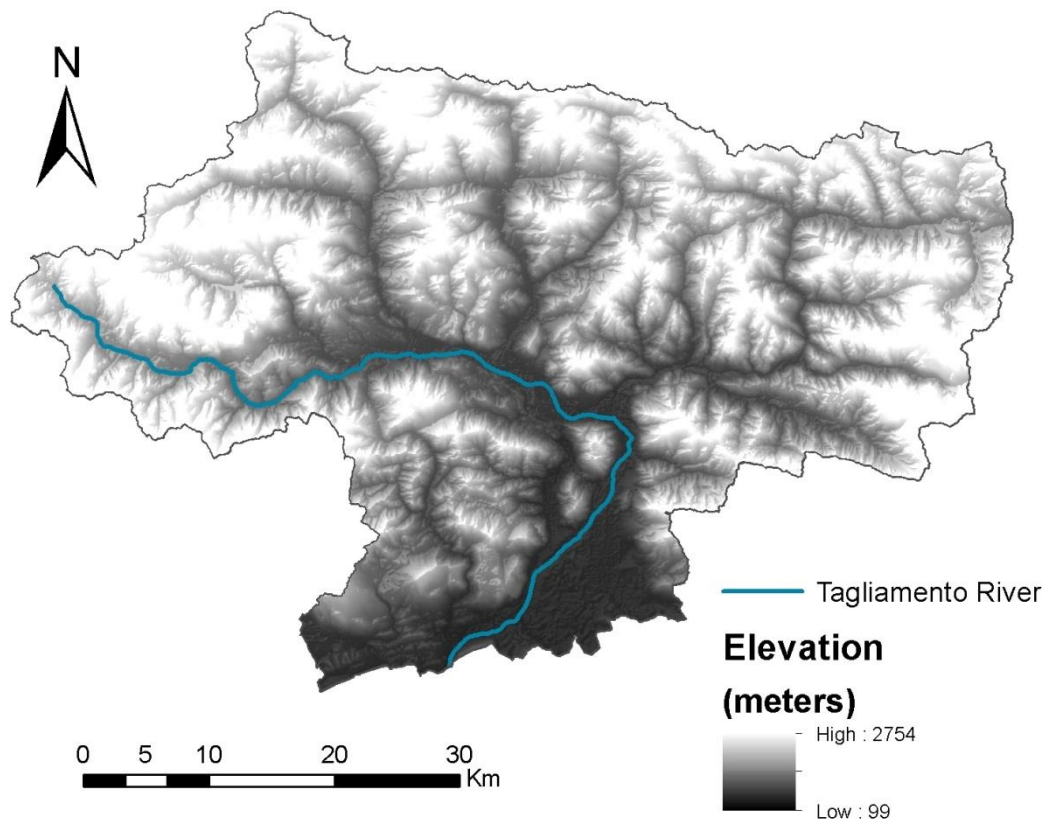 N
Tagliamento River
Elevation
(meters)
High : 2754
Low : 99
0 5 10 20 30
Km